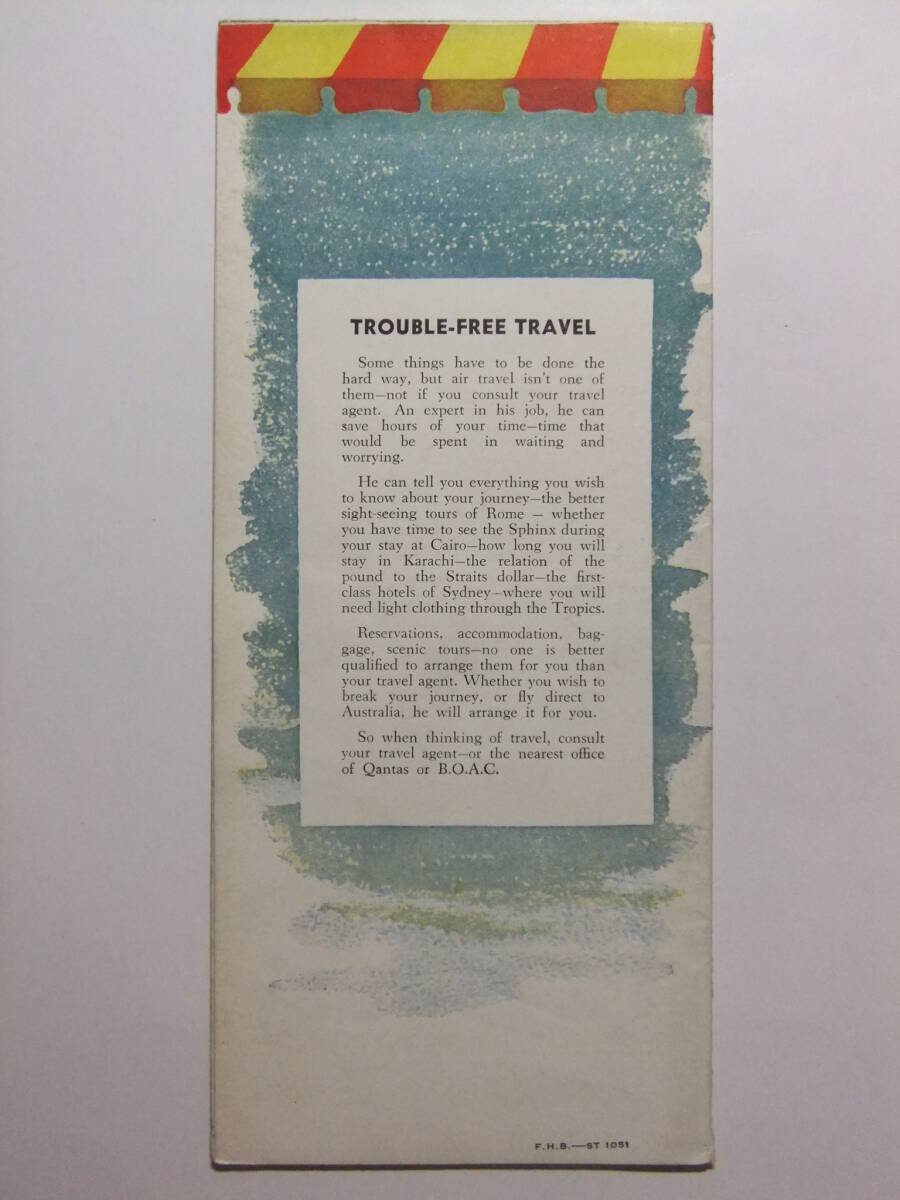 TROUBLE-FREE TRAVEL
Some things have to be done the
hard way, but air travel isn't one of
them—not if you consult your travel
agent. An expert in his job, he can
save hours of your time—time that
would be spent in waiting and
worrying.
He can tell you everything you wish
to know about your journey—the better
sight-seeing tours of Rome — whether
you have time to see the Sphinx during
your stay at Cairo—how long you will
stay in Karachi—the relation of the
pound to the Straits dollar—the first-
class hotels of Sydney—where you will
need light clothing through the Tropics.
Reservations, accommodation, bag-
gage, scenic tours—no one is better
qualified to arrange them for you than
your travel agent. Whether you wish to
break your journey, or fly direct to
Australia, he will arrange it for you.
So when thinking of travel, consult
your travel agent—or the nearest office
of Qantas or B.O.A.C.
F.H.B.—ST 1051